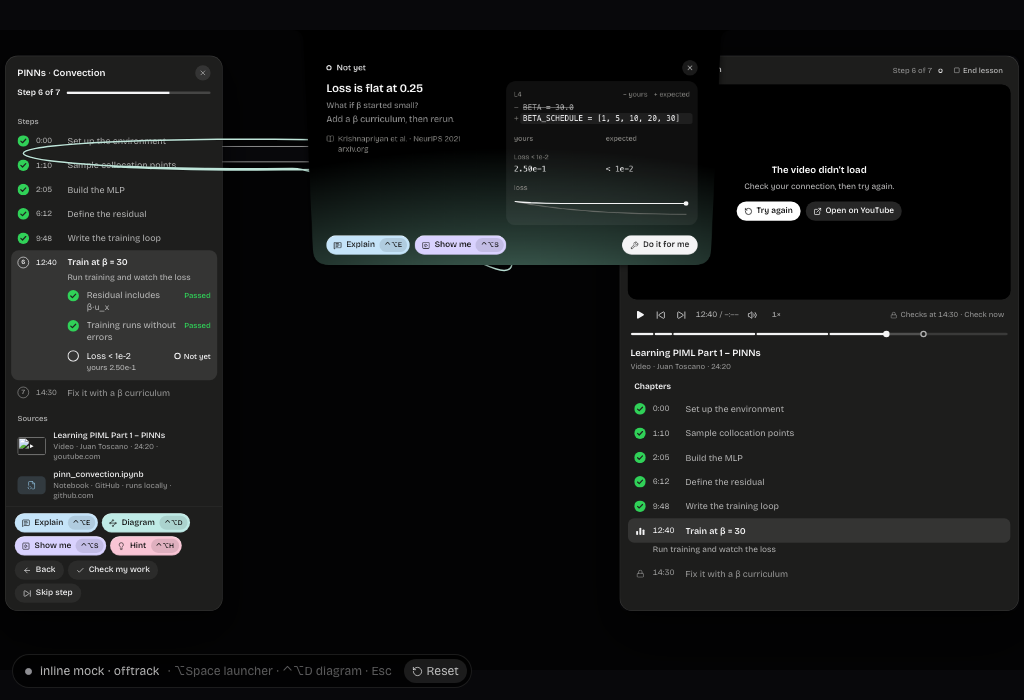 PINNs · Convection
Step 6 of 7
Steps
0:00 Set up the environment
1:10 Sample collocation points
2:05 Build the MLP
6:12 Define the residual
9:48 Write the training loop
6 12:40 Train at β = 30
Run training and watch the loss
Residual includes Passed
β·u_x
Training runs without Passed
errors
Loss < 1e-2 Not yet
yours 2.50e-1
7 14:30 Fix it with a β curriculum
Sources
Learning PIML Part 1 – PINNs
Video · Juan Toscano · 24:20 ·
youtube.com
pinn_convection.ipynb
Notebook · GitHub · runs locally ·
github.com
Explain ⌃⌥E Diagram ⌃⌥D
Show me ⌃⌥S Hint ⌃⌥H
Back Check my work
Skip step
Not yet
Loss is flat at 0.25
What if β started small?
Add a β curriculum, then rerun.
Krishnapriyan et al. · NeurIPS 2021
arxiv.org
L4 − yours + expected
− BETA = 30.0
+ BETA_SCHEDULE = [1, 5, 10, 20, 30]
yours expected
Loss < 1e-2
2.50e-1 < 1e-2
loss
Explain ⌃⌥E Show me ⌃⌥S Do it for me
Step 6 of 7 End lesson
The video didn't load
Check your connection, then try again.
Try again Open on YouTube
12:40 / --:-- 1× Checks at 14:30 · Check now
Learning PIML Part 1 – PINNs
Video · Juan Toscano · 24:20
Chapters
0:00 Set up the environment
1:10 Sample collocation points
2:05 Build the MLP
6:12 Define the residual
9:48 Write the training loop
12:40 Train at β = 30
Run training and watch the loss
14:30 Fix it with a β curriculum
inline mock · offtrack · ⌥Space launcher · ⌃⌥D diagram · Esc Reset